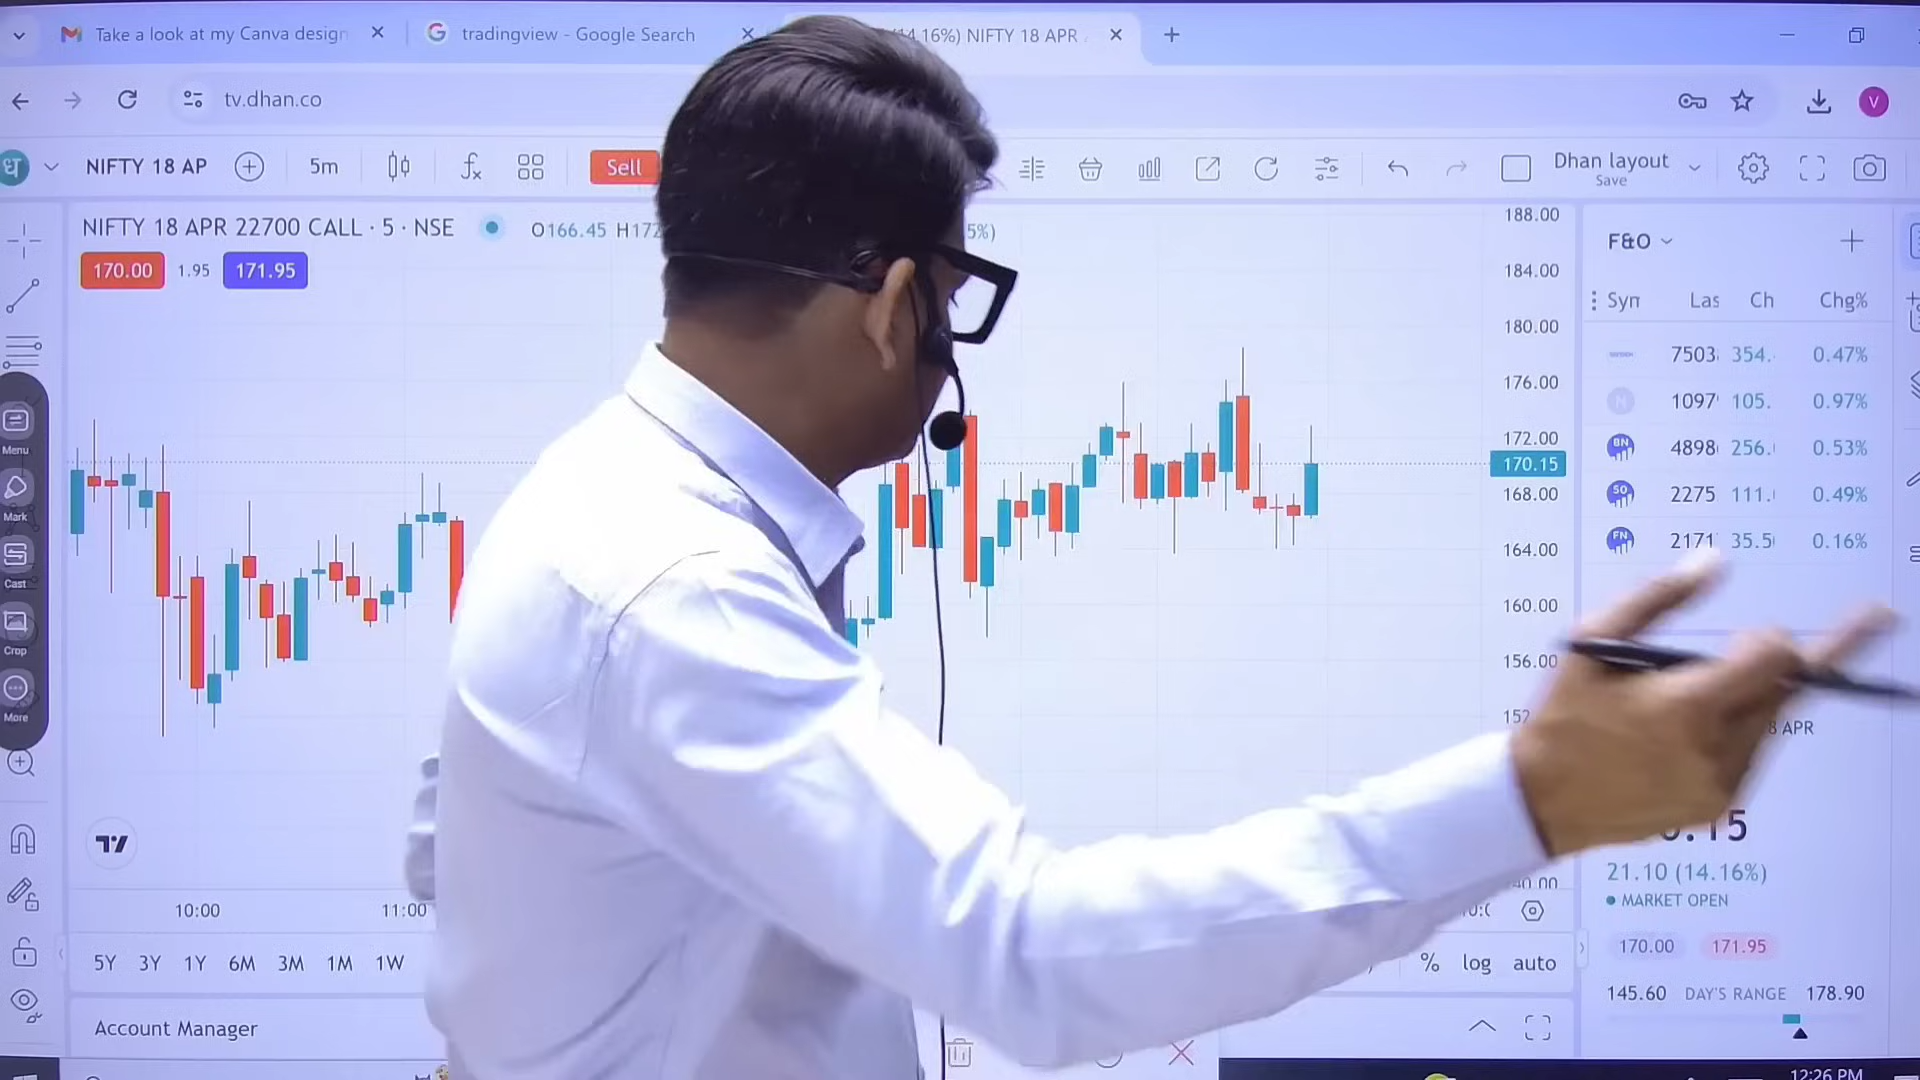 Take a look at my Canva design
tradingview - Google Search
NIFTY 18 APR
tv.dhan.co
V
ध
NIFTY 18 AP
5m
Sell
Dhan layout
Save
NIFTY 18 APR 22700 CALL · 5 · NSE
O166.45 H172
5%)
170.00 1.95 171.95
188.00
184.00
180.00
176.00
172.00
170.15
168.00
164.00
160.00
156.00
152
F&O
Las Ch Chg%
7503 354. 0.47%
N 1097 105. 0.97%
BN 4898 256. 0.53%
50 2275 111. 0.49%
FN 2171 35.5 0.16%
Menu
Mark
Cast
Crop
More
APR
.15
21.10 (14.16%)
MARKET OPEN
170.00 171.95
145.60 DAY'S RANGE 178.90
10:00 11:00
5Y 3Y 1Y 6M 3M 1M 1W
% log auto
Account Manager
12:26 PM